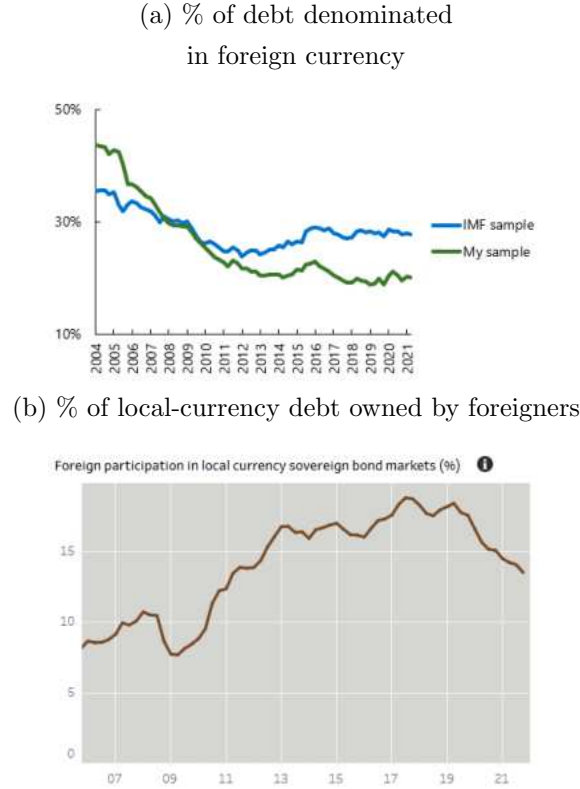 (a) % of debt denominated
in foreign currency
50%
30%
10%
IMF sample
My sample
2004 2005 2006 2007 2008 2009 2010 2011 2012 2013 2014 2015 2016 2017 2018 2019 2020 2021
(b) % of local-currency debt owned by foreigners
Foreign participation in local currency sovereign bond markets (%) i
15
10
5
0
07 09 11 13 15 17 19 21